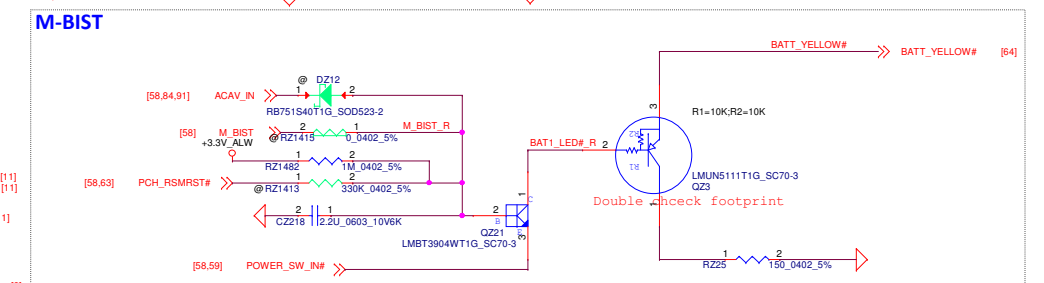 M-BIST
BATT_YELLOW#
BATT_YELLOW# [64]
@ DZ12
[58,84,91] ACAV_IN 1 2
RB751S40T1G_SOD523-2
3
R1=10K;R2=10K
[58] M_BIST 2 1 M_BIST_R
@ RZ1415 0_0402_5%
+3.3V_ALW
R2
BAT1_LED#_R 2
R1
1 2
RZ1482 1M_0402_5%
[11]
[11]
[58,63] PCH_RSMRST# 1 2
@ RZ1413 330K_0402_5%
LMUN5111T1G_SC70-3
QZ3
1
C
Double chceck footprint
1
1]
2 1
CZ218 2.2U_0603_10V6K
2
B
E
QZ21
3
LMBT3904WT1G_SC70-3
[58,59] POWER_SW_IN#
1 2
RZ25 150_0402_5%